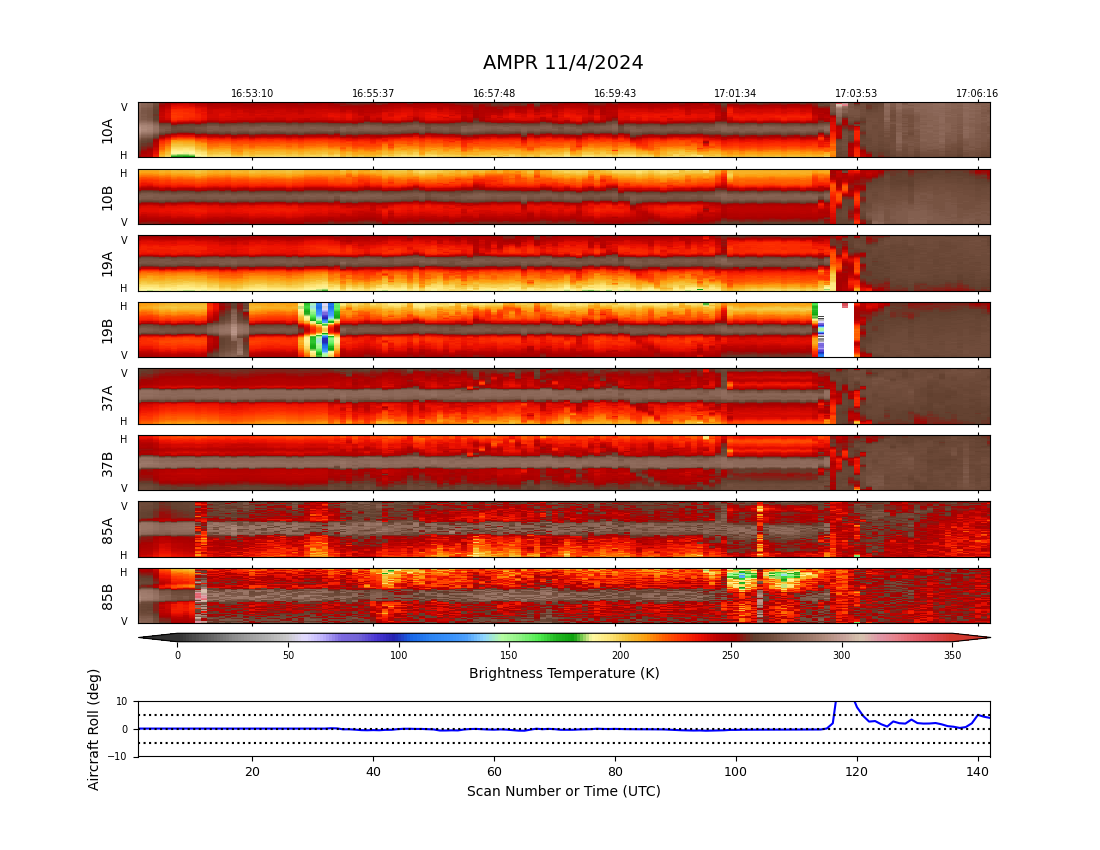 AMPR 11/4/2024
16:53:10 16:55:37 16:57:48 16:59:43 17:01:34 17:03:53 17:06:16
V
10A
H
H
10B
V
V
19A
H
H
19B
V
V
37A
H
H
37B
V
V
85A
H
H
85B
V
0 50 100 150 200 250 300 350
Brightness Temperature (K)
Aircraft Roll (deg)
10
0
−10
20 40 60 80 100 120 140
Scan Number or Time (UTC)